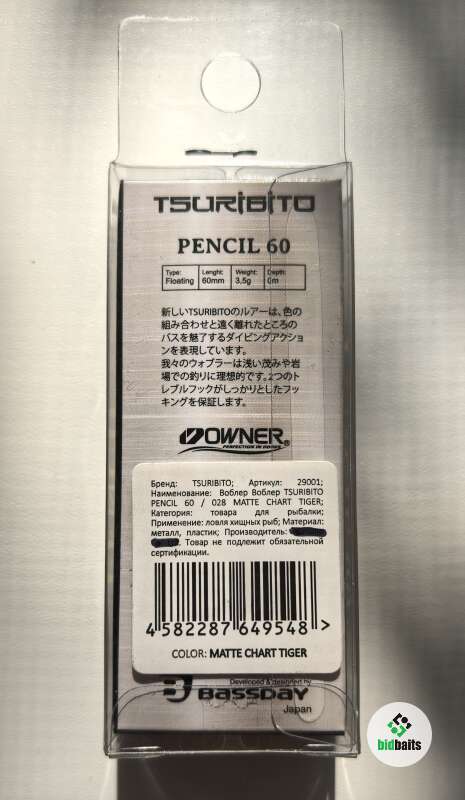 TSURIBITO
PENCIL 60
Type: Lenght: Weight: Depth:
Floating 60mm 3,5g 0m
新しいTSURIBITOのルアーは、色の
組み合わせと遠く離れたところの
バスを魅了するダイビングアクショ
ンを表現しています。
我々のウォブラーは浅い茂みや岩
場での釣りに理想的です。2つのト
レブルフックがしっかりとしたフッ
キングを保証します。
OWNER®
PERFECTION IN HOOKS
Бренд: TSURIBITO; Артикул: 29001;
Наименование: Воблер Воблер TSURIBITO
PENCIL 60 / 028 MATTE CHART TIGER;
Категория: товара для рыбалки;
Применение: ловля хищных рыб; Материал:
металл, пластик; Производитель:
. Товар не подлежит обязательной
сертификации.
4 582287 649548 >
COLOR: MATTE CHART TIGER
Developed & designed by
BASSDAY
Japan
bidbaits